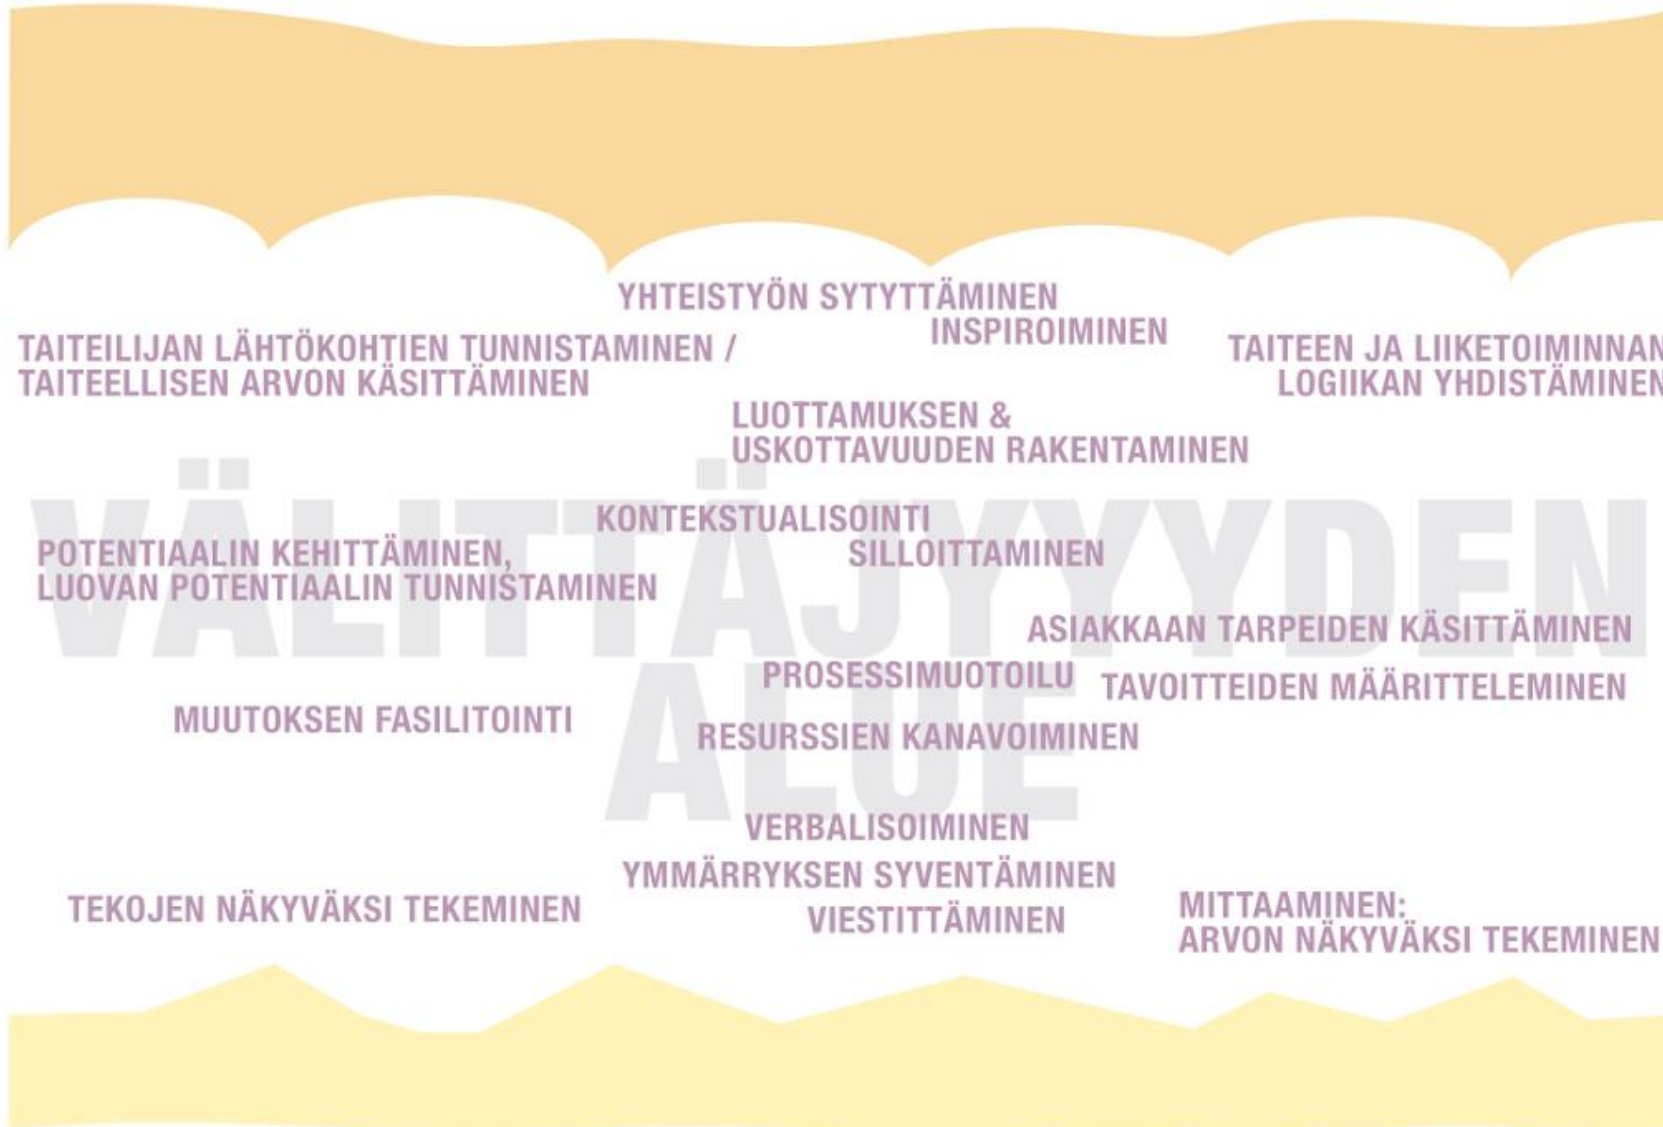 YHTEISTYÖN SYTYTTÄMINEN
INSPIROIMINEN
TAITEILIJAN LÄHTÖKOHTIEN TUNNISTAMINEN /
TAITEELLISEN ARVON KÄSITTÄMINEN
TAITEEN JA LIIKETOIMINNAN
LOGIIKAN YHDISTÄMINEN
LUOTTAMUKSEN &
USKOTTAVUUDEN RAKENTAMINEN
VÄLITTÄJYYYDEN
ALUE
KONTEKSTUALISOINTI
SILLOITTAMINEN
POTENTIAALIN KEHITTÄMINEN,
LUOVAN POTENTIAALIN TUNNISTAMINEN
ASIAKKAAN TARPEIDEN KÄSITTÄMINEN
PROSESSIMUOTOILU
TAVOITTEIDEN MÄÄRITTELEMINEN
MUUTOKSEN FASILITOINTI
RESURSSIEN KANAVOIMINEN
VERBALISOIMINEN
YMMÄRRYKSEN SYVENTÄMINEN
VIESTITTÄMINEN
TEKOJEN NÄKYVÄKSI TEKEMINEN
MITTAAMINEN:
ARVON NÄKYVÄKSI TEKEMINEN